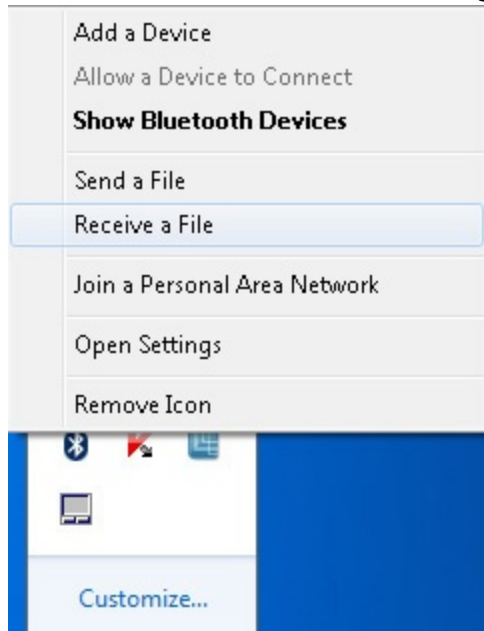 Add a Device
Allow a Device to Connect
Show Bluetooth Devices
Send a File
Receive a File
Join a Personal Area Network
Open Settings
Remove Icon
Customize...